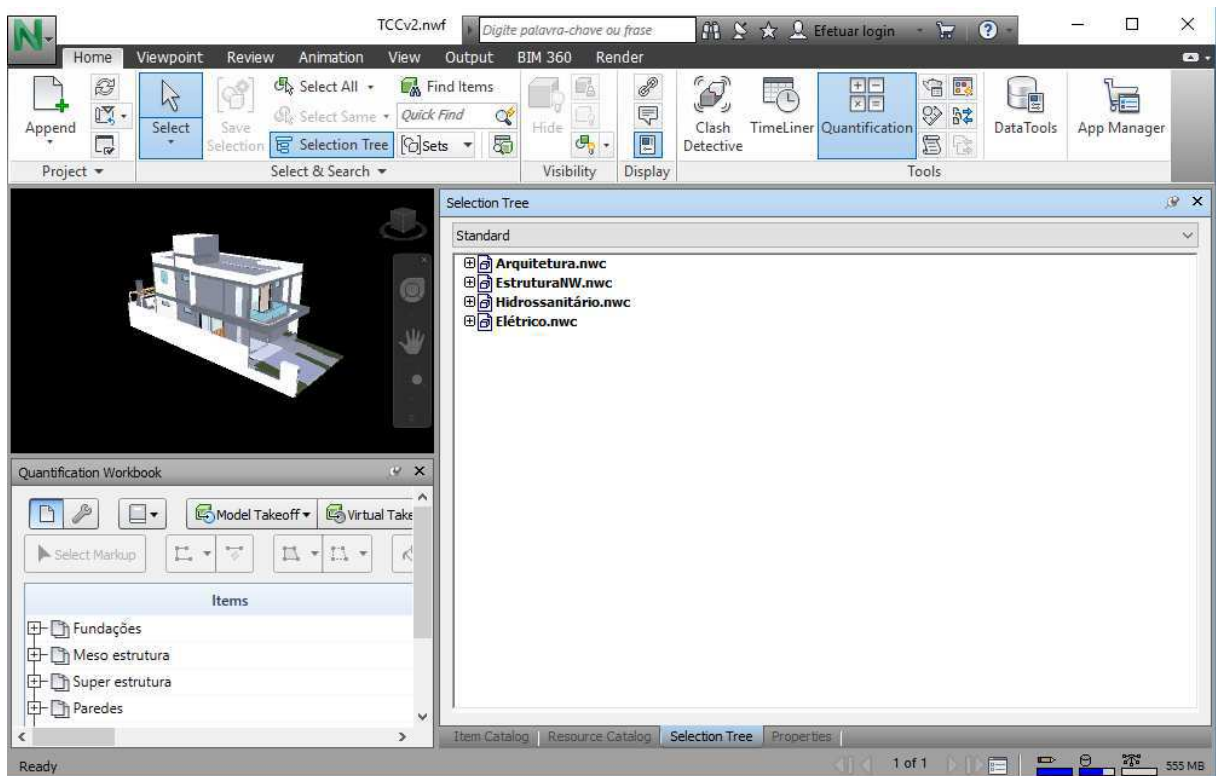 TCCv2.nwf Digite palavra-chave ou frase Efetuar login
Home Viewpoint Review Animation View Output BIM 360 Render
Select All Find Items
Select Same Quick Find
Append Select Save Selection Selection Tree Sets Hide Clash Detective TimeLiner Quantification DataTools App Manager
Project Select & Search Visibility Display Tools
Selection Tree
Standard
Arquitetura.nwc
EstruturaNW.nwc
Hidrossanitário.nwc
Elétrico.nwc
Quantification Workbook
Model Takeoff Virtual Take
Select Markup
Items
Fundações
Meso estrutura
Super estrutura
Paredes
Item Catalog Resource Catalog Selection Tree Properties
Ready 1 of 1 555 MB